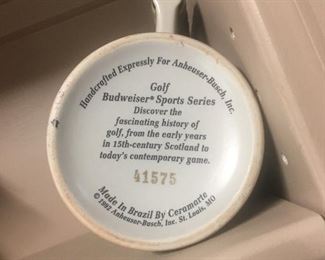 Handcrafted Expressly For Anheuser-Busch, Inc.
Golf
Budweiser® Sports Series
Discover the
fascinating history of
golf, from the early years
in 15th-century Scotland to
today's contemporary game.
41575
Made In Brazil By Ceramarte
© 1992 Anheuser-Busch, Inc. St. Louis, MO